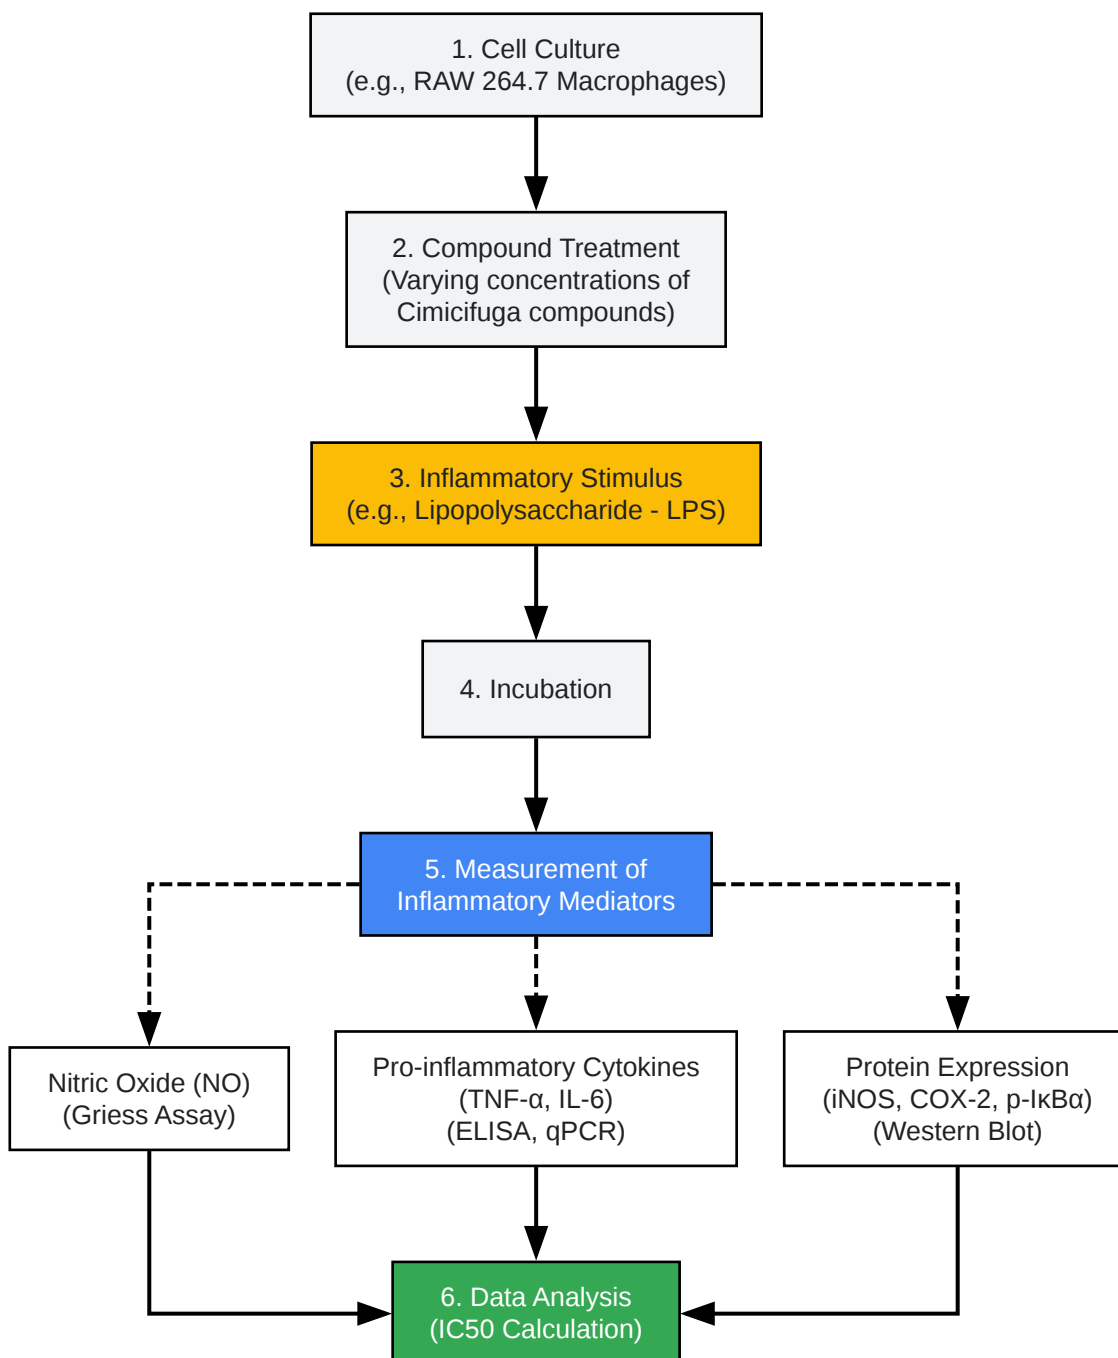 1. Cell Culture
(e.g., RAW 264.7 Macrophages)
2. Compound Treatment
(Varying concentrations of
Cimicifuga compounds)
3. Inflammatory Stimulus
(e.g., Lipopolysaccharide - LPS)
4. Incubation
5. Measurement of
Inflammatory Mediators
Nitric Oxide (NO)
(Griess Assay)
Pro-inflammatory Cytokines
(TNF-α, IL-6)
(ELISA, qPCR)
Protein Expression
(iNOS, COX-2, p-IκBα)
(Western Blot)
6. Data Analysis
(IC50 Calculation)